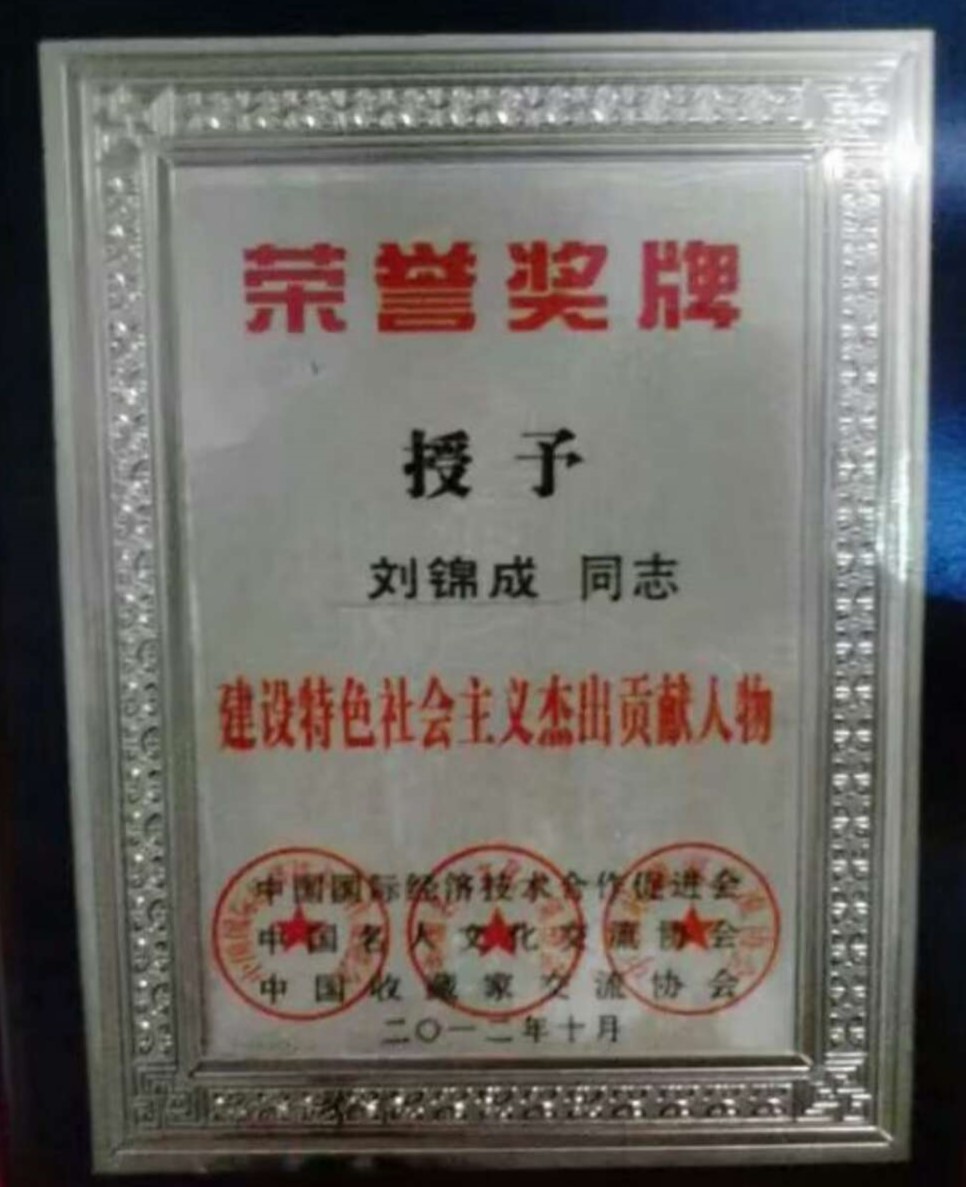 荣誉奖牌
授予
刘锦成 同志
建设特色社会主义杰出贡献人物
中国国际经济技术合作促进会
中国名人文化交流协会
中国收藏家交流协会
二〇一二年十月